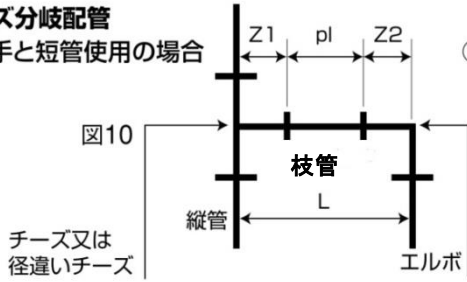 ズ分岐配管
手と短管使用の場合
Z1 pl Z2
図10
枝管
L
縦管
チーズ又は
径違いチーズ
エルボ